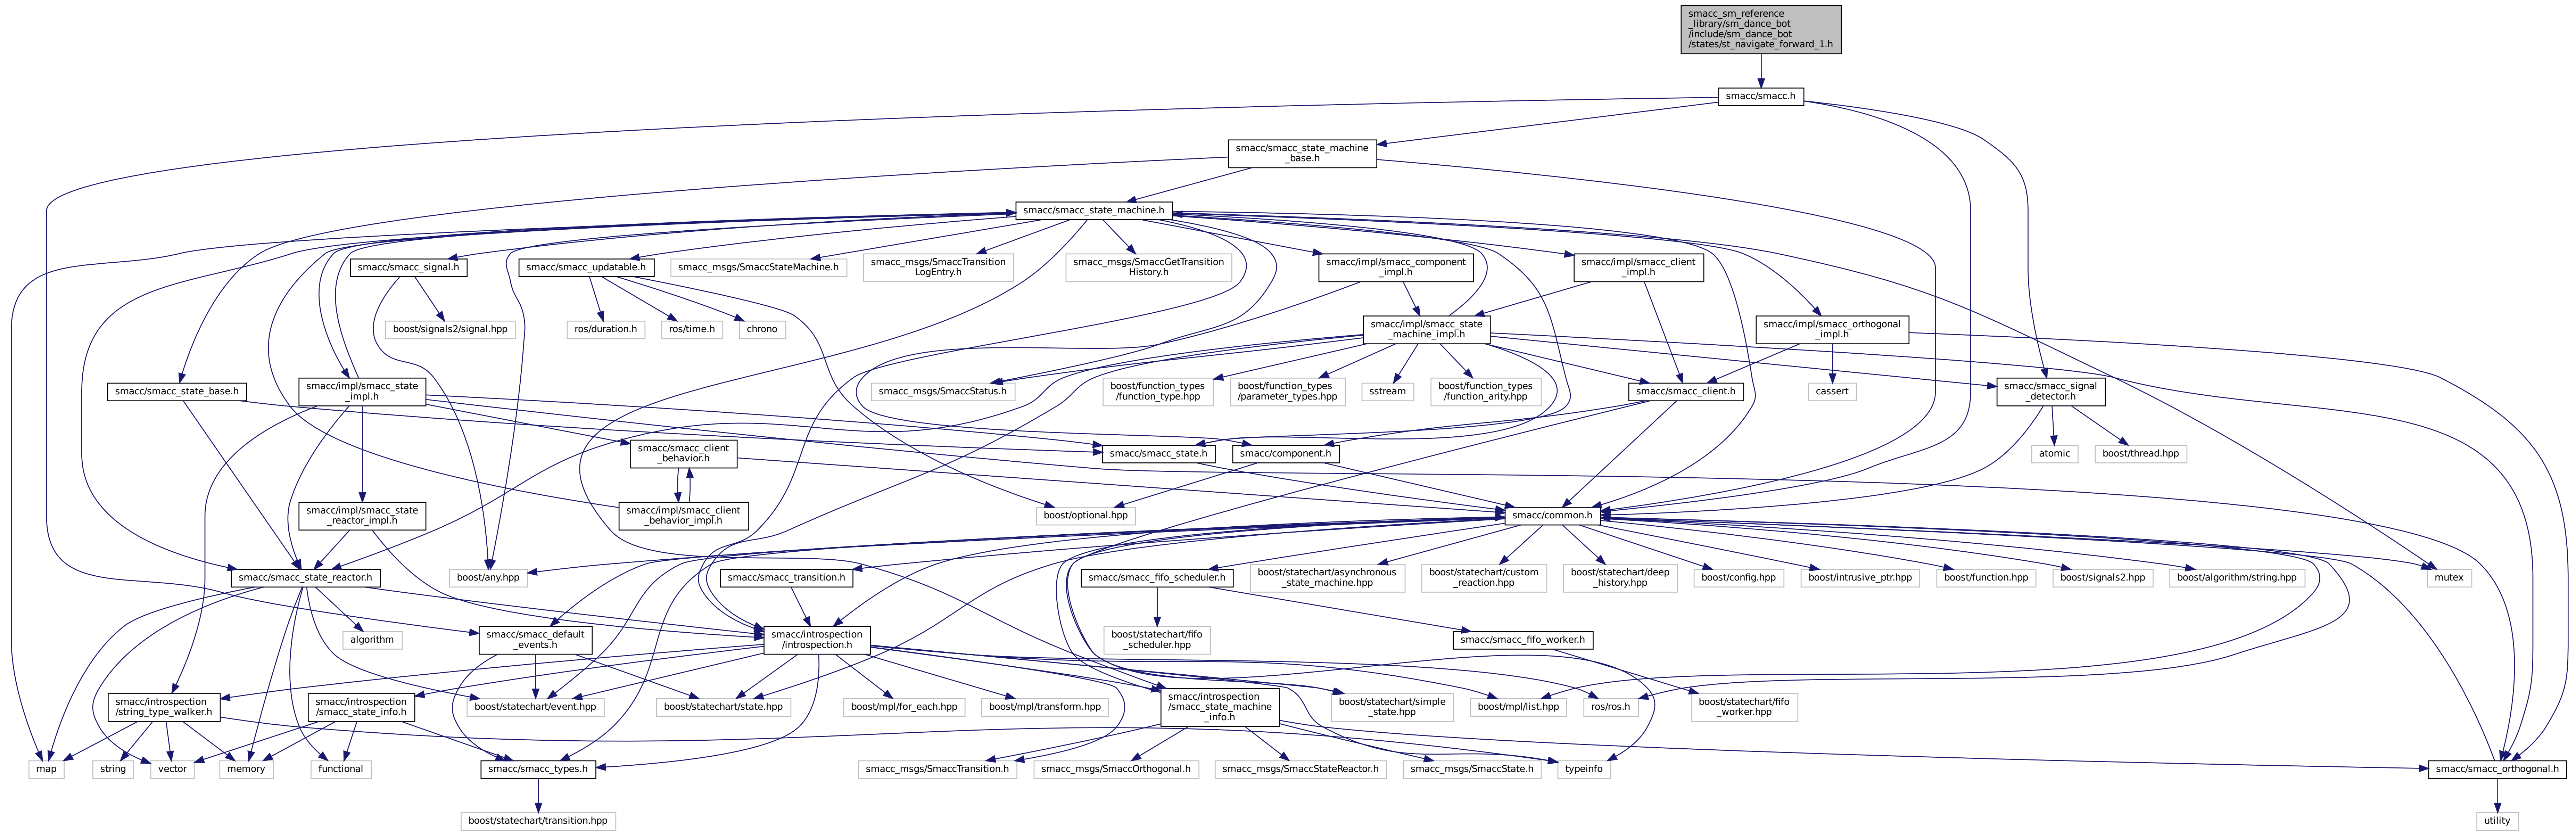 smacc_sm_reference
_library/sm_dance_bot
/include/sm_dance_bot
/states/st_navigate_forward_1.h
smacc/smacc.h
smacc/smacc_state_machine
_base.h
smacc/smacc_state_machine.h
smacc/smacc_signal.h
smacc/smacc_updatable.h
smacc_msgs/SmaccStateMachine.h
smacc_msgs/SmaccTransition
LogEntry.h
smacc_msgs/SmaccGetTransition
History.h
smacc/impl/smacc_component
_impl.h
smacc/impl/smacc_client
_impl.h
boost/signals2/signal.hpp
ros/duration.h
ros/time.h
chrono
smacc/impl/smacc_state
_machine_impl.h
smacc/impl/smacc_orthogonal
_impl.h
smacc/smacc_state_base.h
smacc/impl/smacc_state
_impl.h
smacc_msgs/SmaccStatus.h
boost/function_types
/function_type.hpp
boost/function_types
/parameter_types.hpp
sstream
boost/function_types
/function_arity.hpp
smacc/smacc_client.h
cassert
smacc/smacc_signal
_detector.h
smacc/smacc_client
_behavior.h
smacc/smacc_state.h
smacc/component.h
atomic
boost/thread.hpp
smacc/impl/smacc_state
_reactor_impl.h
smacc/impl/smacc_client
_behavior_impl.h
boost/optional.hpp
smacc/common.h
smacc/smacc_state_reactor.h
boost/any.hpp
smacc/smacc_transition.h
smacc/smacc_fifo_scheduler.h
boost/statechart/asynchronous
_state_machine.hpp
boost/statechart/custom
_reaction.hpp
boost/statechart/deep
_history.hpp
boost/config.hpp
boost/intrusive_ptr.hpp
boost/function.hpp
boost/signals2.hpp
boost/algorithm/string.hpp
mutex
algorithm
smacc/smacc_default
_events.h
smacc/introspection
/introspection.h
boost/statechart/fifo
_scheduler.hpp
smacc/smacc_fifo_worker.h
smacc/introspection
/string_type_walker.h
smacc/introspection
/smacc_state_info.h
boost/statechart/event.hpp
boost/statechart/state.hpp
boost/mpl/for_each.hpp
boost/mpl/transform.hpp
smacc/introspection
/smacc_state_machine
_info.h
boost/statechart/simple
_state.hpp
boost/mpl/list.hpp
ros/ros.h
boost/statechart/fifo
_worker.hpp
map
string
vector
memory
functional
smacc/smacc_types.h
smacc_msgs/SmaccTransition.h
smacc_msgs/SmaccOrthogonal.h
smacc_msgs/SmaccStateReactor.h
smacc_msgs/SmaccState.h
typeinfo
smacc/smacc_orthogonal.h
boost/statechart/transition.hpp
utility